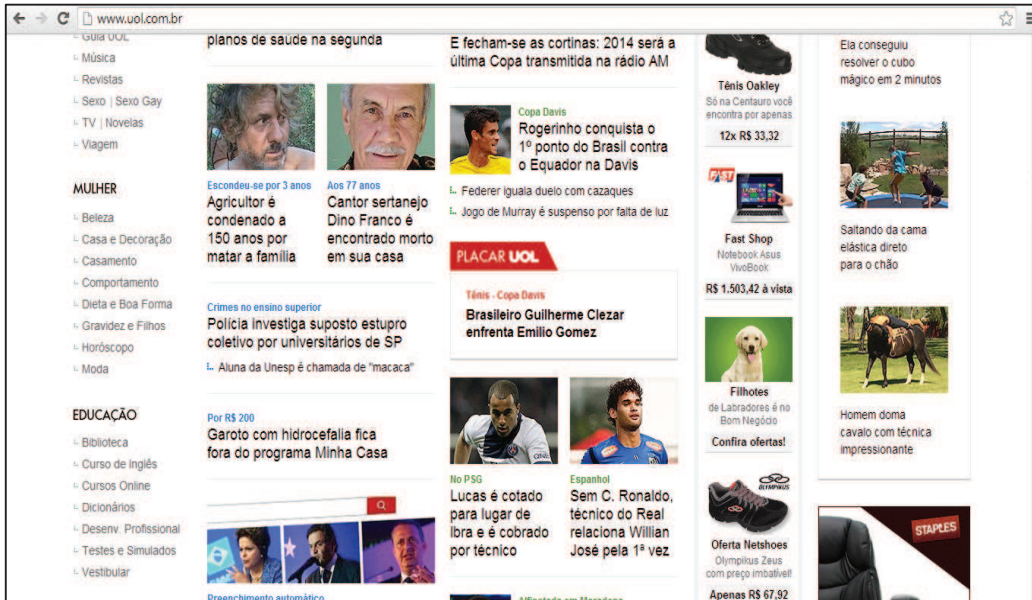 www.uol.com.br
Guia UOL
Música
Revistas
Sexo | Sexo Gay
TV | Novelas
Viagem
MULHER
Beleza
Casa e Decoração
Casamento
Comportamento
Dieta e Boa Forma
Gravidez e Filhos
Horóscopo
Moda
EDUCAÇÃO
Biblioteca
Curso de Inglês
Cursos Online
Dicionários
Desenv. Profissional
Testes e Simulados
Vestibular
planos de saúde na segunda
Escondeu-se por 3 anos
Agricultor é
condenado a
150 anos por
matar a família
Aos 77 anos
Cantor sertanejo
Dino Franco é
encontrado morto
em sua casa
Crimes no ensino superior
Polícia investiga suposto estupro
coletivo por universitários de SP
Aluna da Unesp é chamada de "macaca"
Por R$ 200
Garoto com hidrocefalia fica
fora do programa Minha Casa
Preenchimento automático
E fecham-se as cortinas: 2014 será a
última Copa transmitida na rádio AM
Copa Davis
Rogerinho conquista o
1º ponto do Brasil contra
o Equador na Davis
Federer iguala duelo com cazaques
Jogo de Murray é suspenso por falta de luz
PLACAR UOL
Tênis - Copa Davis
Brasileiro Guilherme Clezar
enfrenta Emilio Gomez
No PSG
Lucas é cotado
para lugar de
Ibra e é cobrado
por técnico
Espanhol
Sem C. Ronaldo,
técnico do Real
relaciona Willian
José pela 1ª vez
Alfinetada em Maradona
Tênis Oakley
Só na Centauro você
encontra por apenas
12x R$ 33,32
FAST
Fast Shop
Notebook Asus
VivoBook
R$ 1.503,42 à vista
Filhotes
de Labradores é no
Bom Negócio
Confira ofertas!
OLYMPIKUS
Oferta Netshoes
Olympikus Zeus
com preço imbatível!
Apenas R$ 67,92
Ela conseguiu
resolver o cubo
mágico em 2 minutos
Saltando da cama
elástica direto
para o chão
Homem doma
cavalo com técnica
impressionante
STAPLES